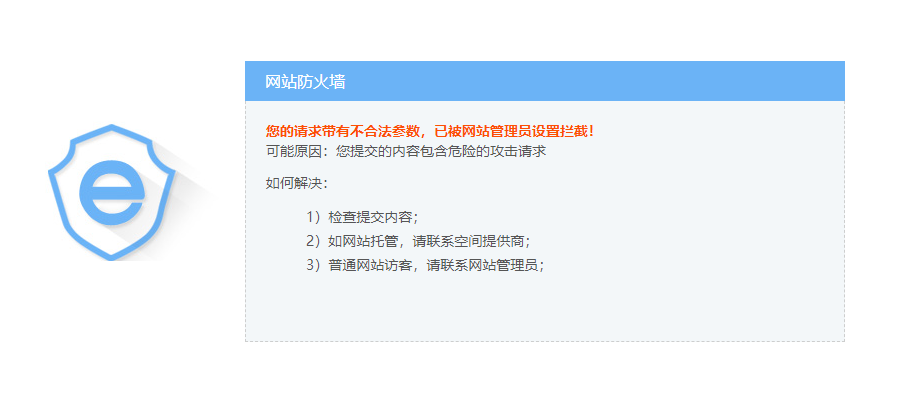 网站防火墙
您的请求带有不合法参数，已被网站管理员设置拦截！
可能原因：您提交的内容包含危险的攻击请求
如何解决：
1）检查提交内容；
2）如网站托管，请联系空间提供商；
3）普通网站访客，请联系网站管理员；